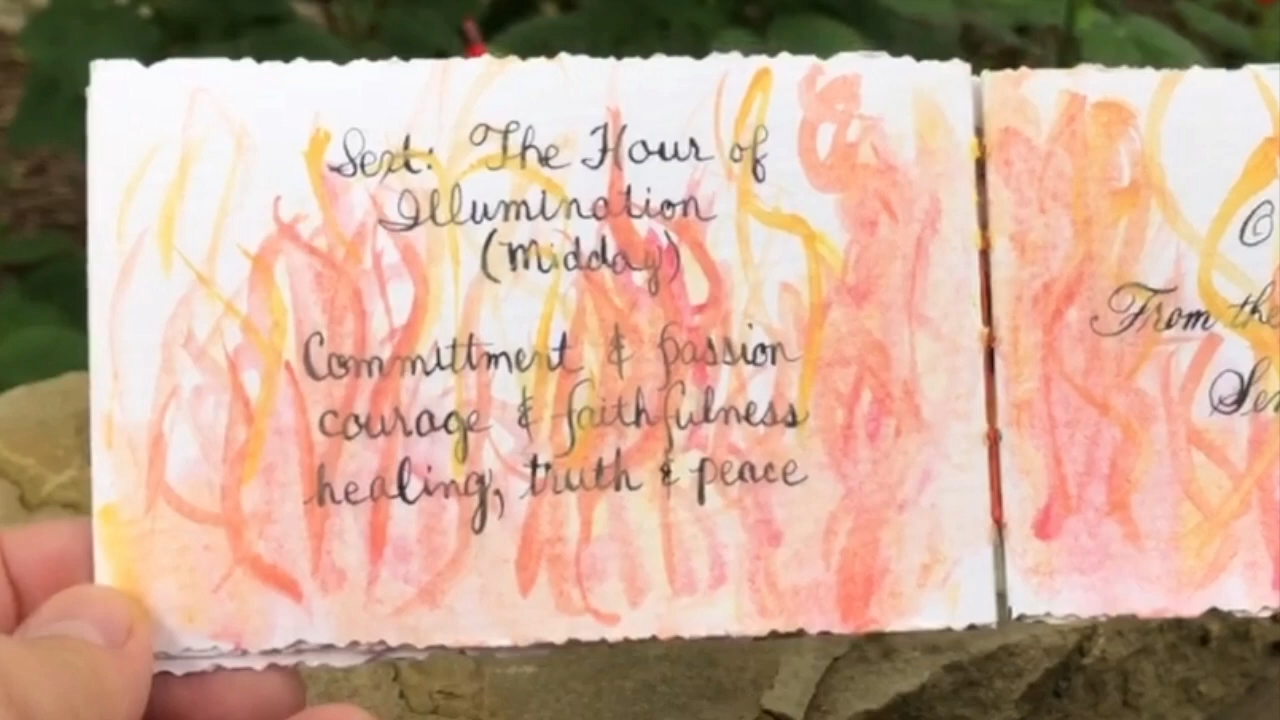 Sext: The Hour of
Illumination
(Midday)
Committment & passion
courage & faithfulness
healing, truth & peace
From the